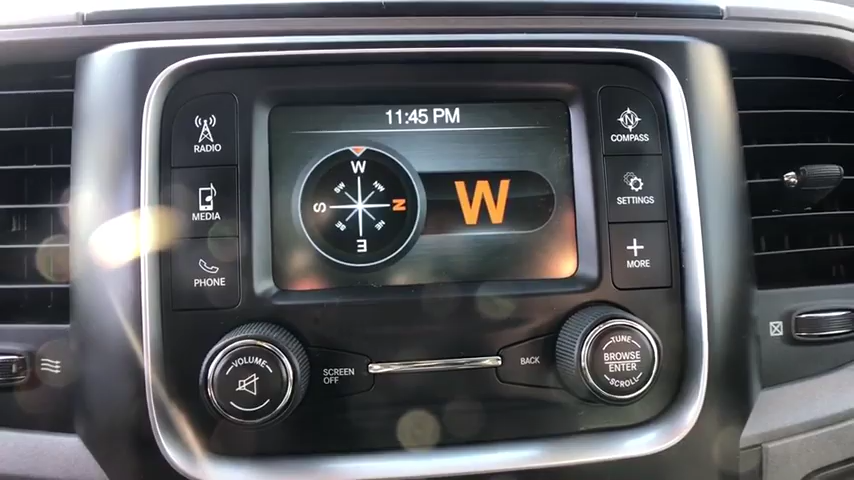 11:45 PM
RADIO
MEDIA
PHONE
W
SW
NW
S
N
SE
NE
E
W
N
COMPASS
SETTINGS
MORE
VOLUME
SCREEN
OFF
BACK
TUNE
BROWSE
ENTER
SCROLL